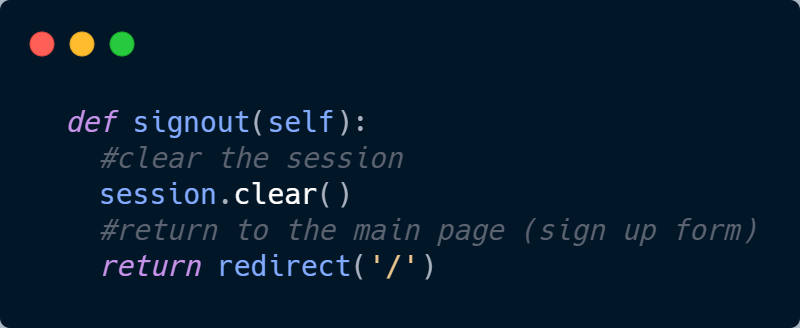 def signout(self):
#clear the session
session.clear()
#return to the main page (sign up form)
return redirect('/')